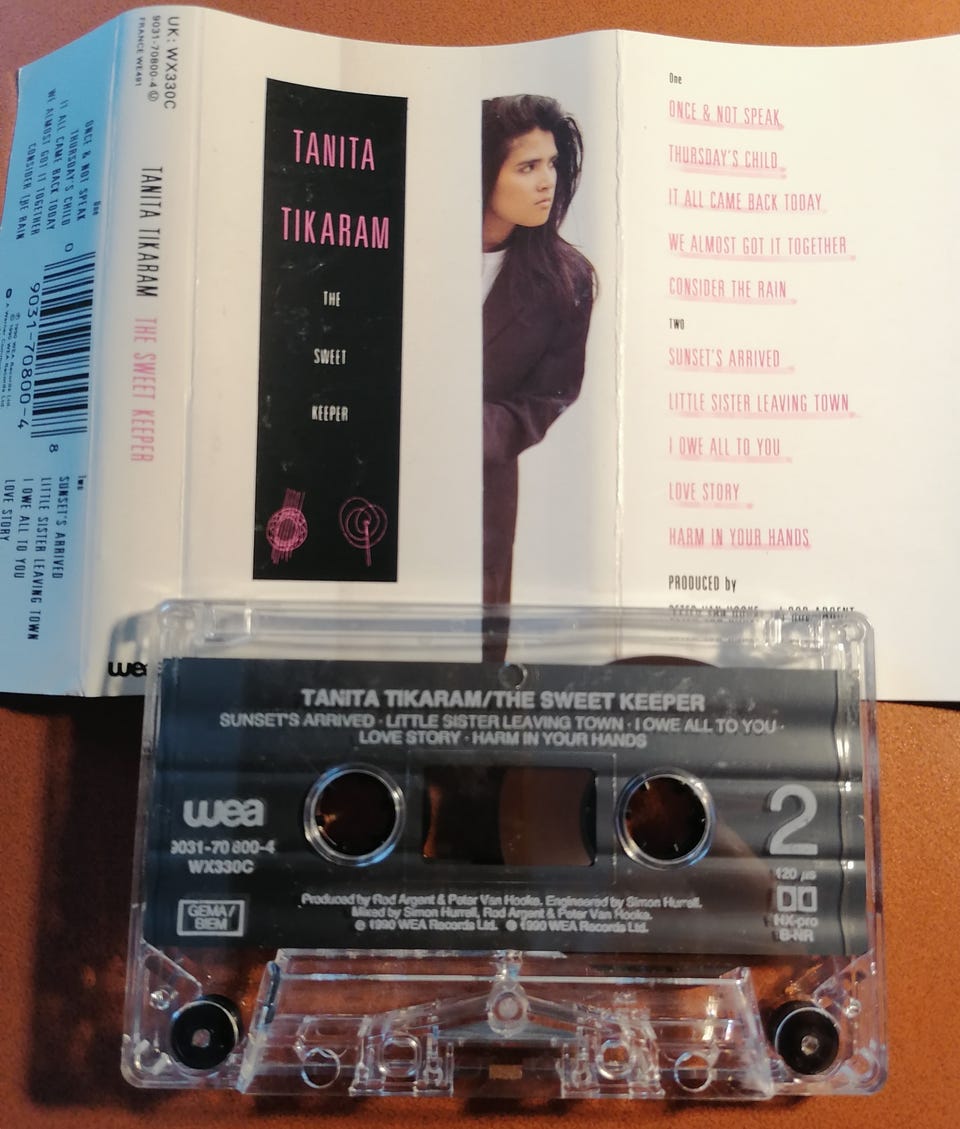 UK: WX330C
9031-70800-4
FRANCE WE 491
One
ONCE & NOT SPEAK
THURSDAY'S CHILD
IT ALL CAME BACK TODAY
WE ALMOST GOT IT TOGETHER
CONSIDER THE RAIN
0
9031-70800-4
8
Two
SUNSET'S ARRIVED
LITTLE SISTER LEAVING TOWN
I OWE ALL TO YOU
LOVE STORY
TANITA TIKARAM THE SWEET KEEPER
wea
TANITA
TIKARAM
THE
SWEET
KEEPER
One
ONCE & NOT SPEAK
THURSDAY'S CHILD
IT ALL CAME BACK TODAY
WE ALMOST GOT IT TOGETHER
CONSIDER THE RAIN
TWO
SUNSET'S ARRIVED
LITTLE SISTER LEAVING TOWN
I OWE ALL TO YOU
LOVE STORY
HARM IN YOUR HANDS
PRODUCED by
TANITA TIKARAM/THE SWEET KEEPER
SUNSET'S ARRIVED · LITTLE SISTER LEAVING TOWN · I OWE ALL TO YOU ·
LOVE STORY · HARM IN YOUR HANDS
wea
9031-70800-4
WX330C
GEMA/
BIEM
2
120 µs
HX-pro
B-NR
Produced by Rod Argent & Peter Van Hooke. Engineered by Simon Hurrell.
Mixed by Simon Hurrell, Rod Argent & Peter Van Hooke.
℗ 1990 WEA Records Ltd. © 1990 WEA Records Ltd.